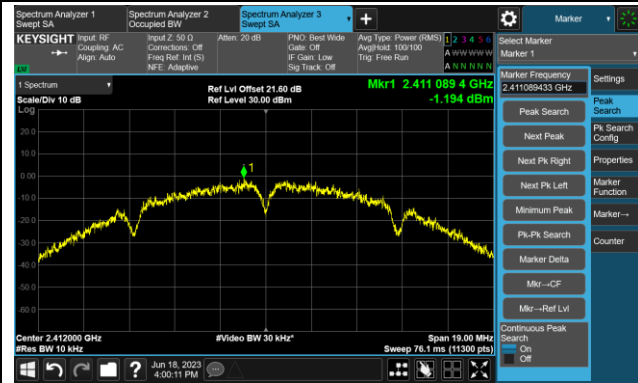 Spectrum Analyzer 1
Swept SA
Spectrum Analyzer 2
Occupied BW
Spectrum Analyzer 3
Swept SA
Marker
KEYSIGHT
Input: RF
Coupling: AC
Align: Auto
Input Z: 50 Ω
Corrections: Off
Freq Ref: Int (S)
NFE: Adaptive
Atten: 20 dB
PNO: Best Wide
Gate: Off
IF Gain: Low
Sig Track: Off
Avg Type: Power (RMS)
Avg|Hold: 100/100
Trig: Free Run
1 2 3 4 5 6
A W W W W W
A N N N N N
Select Marker
Marker 1
1 Spectrum
Scale/Div 10 dB
Log
Ref Lvl Offset 21.60 dB
Ref Level 30.00 dBm
Mkr1 2.411 089 4 GHz
-1.194 dBm
20.0
10.0
0.00
-10.0
-20.0
-30.0
-40.0
-50.0
-60.0
1
Center 2.412000 GHz
#Res BW 10 kHz
#Video BW 30 kHz*
Span 19.00 MHz
Sweep 76.1 ms (11300 pts)
Marker Frequency
2.411089433 GHz
Peak Search
Next Peak
Next Pk Right
Next Pk Left
Minimum Peak
Pk-Pk Search
Marker Delta
Mkr→CF
Mkr→Ref Lvl
Continuous Peak
Search
On
Off
Settings
Peak
Search
Pk Search
Config
Properties
Marker
Function
Marker→
Counter
Jun 18, 2023
4:00:11 PM